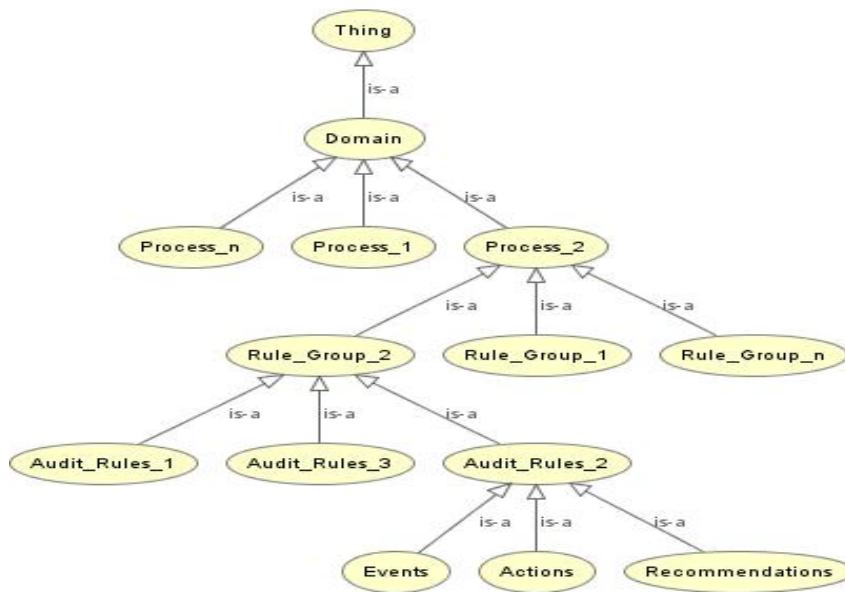 Thing
is-a
Domain
is-a is-a is-a
Process_n Process_1 Process_2
is-a is-a is-a
Rule_Group_2 Rule_Group_1 Rule_Group_n
is-a is-a is-a
Audit_Rules_1 Audit_Rules_3 Audit_Rules_2
is-a is-a is-a
Events Actions Recommendations